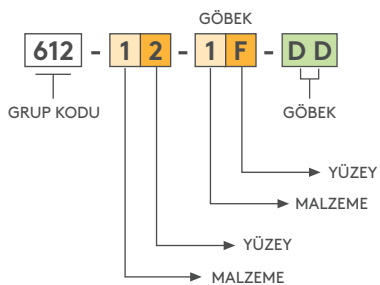 GÖBEK
612 - 1 2 - 1 F - D D
GRUP KODU
GÖBEK
YÜZEY
MALZEME
YÜZEY
MALZEME